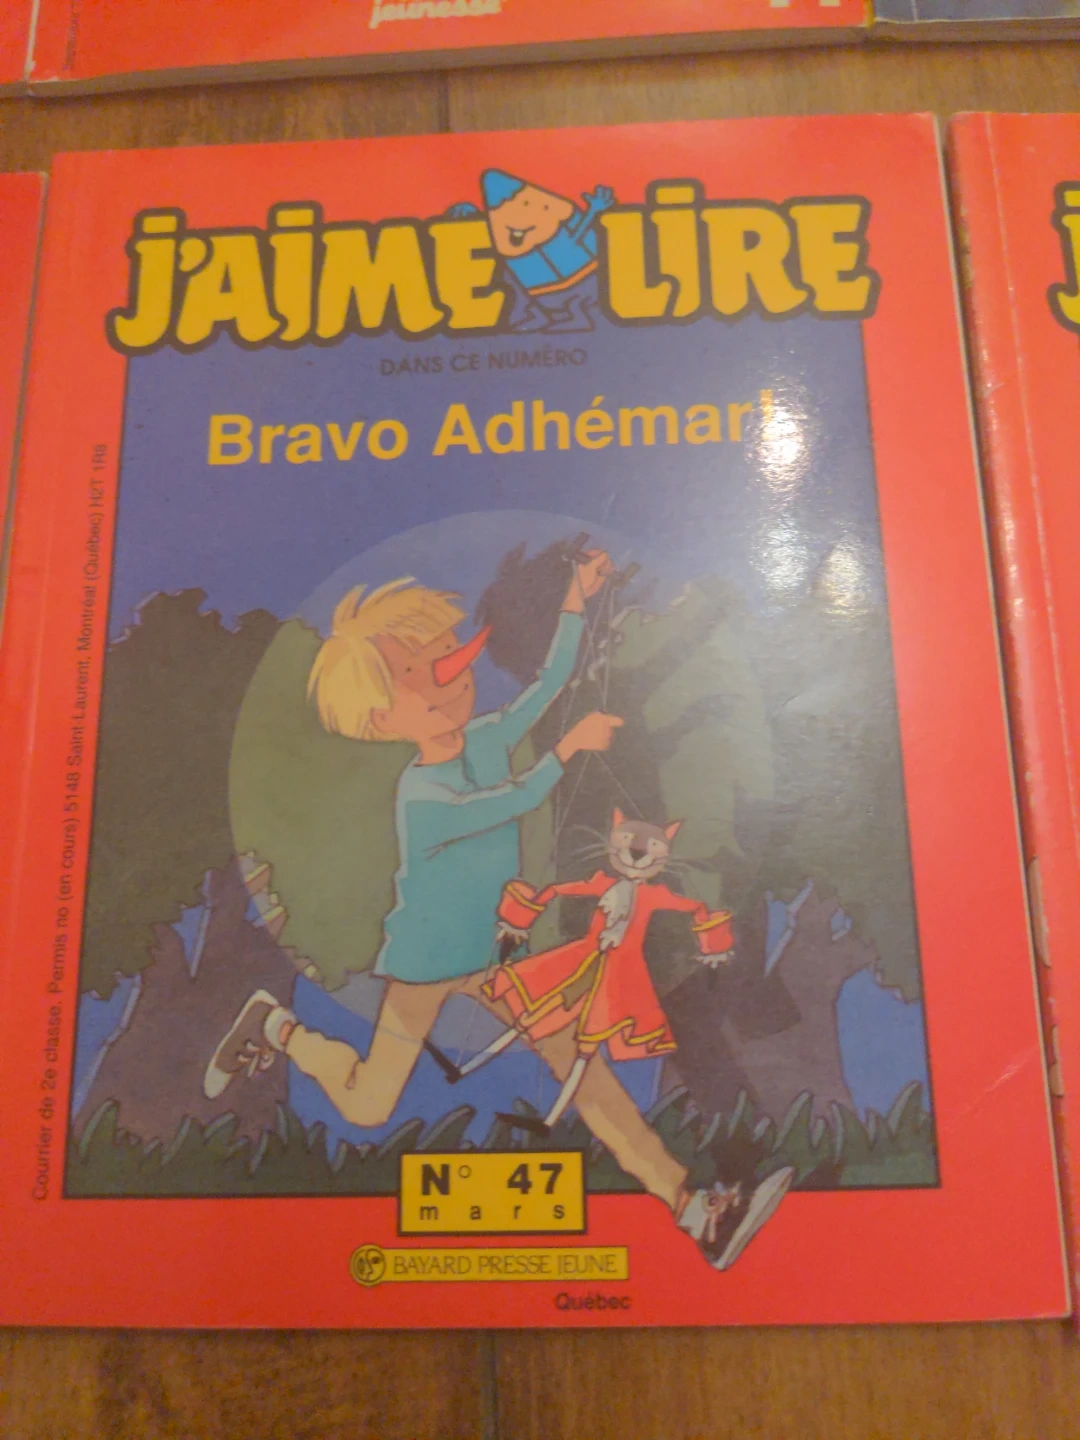 jeunesse
J'AIME LIRE
DANS CE NUMÉRO
Bravo Adhémar!
Courrier de 2e classe. Permis no (en cours) 5148 Saint-Laurent, Montréal (Québec) H2T 1R8
N° 47
mars
BAYARD PRESSE JEUNE
Québec